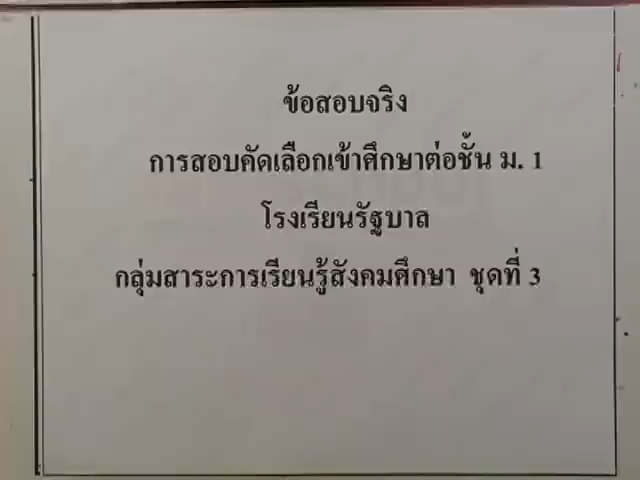 ข้อสอบจริง
การสอบคัดเลือกเข้าศึกษาต่อชั้น ม. 1
โรงเรียนรัฐบาล
กลุ่มสาระการเรียนรู้สังคมศึกษา ชุดที่ 3